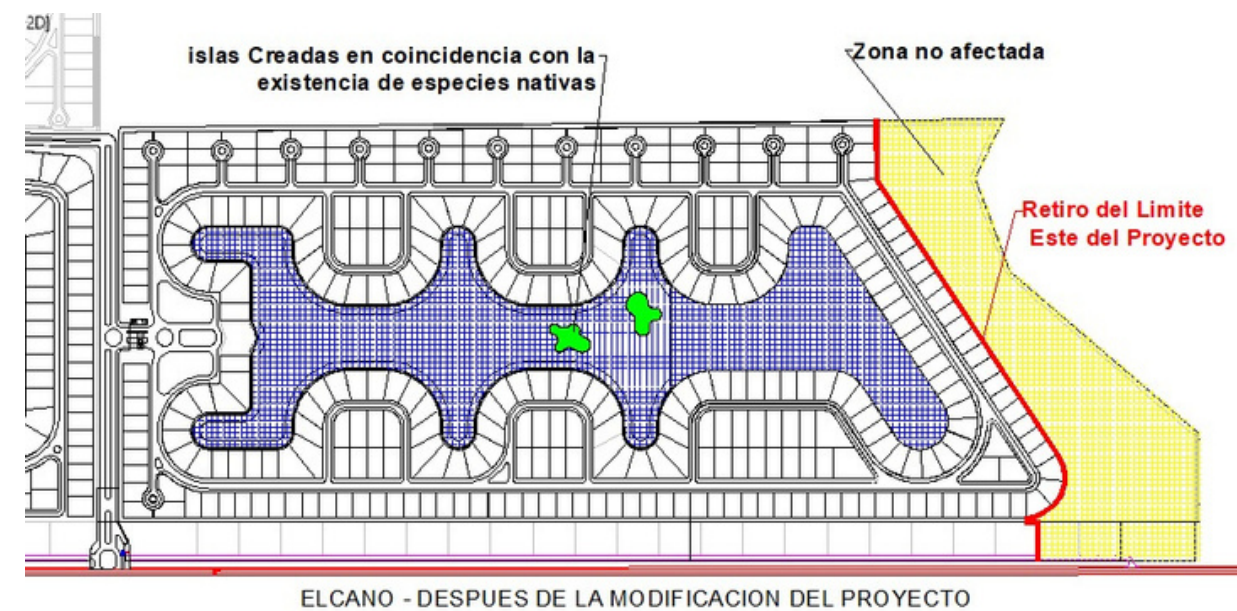 2D]
islas Creadas en coincidencia con la
existencia de especies nativas
Zona no afectada
Retiro del Limite
Este del Proyecto
ELCANO - DESPUES DE LA MODIFICACION DEL PROYECTO